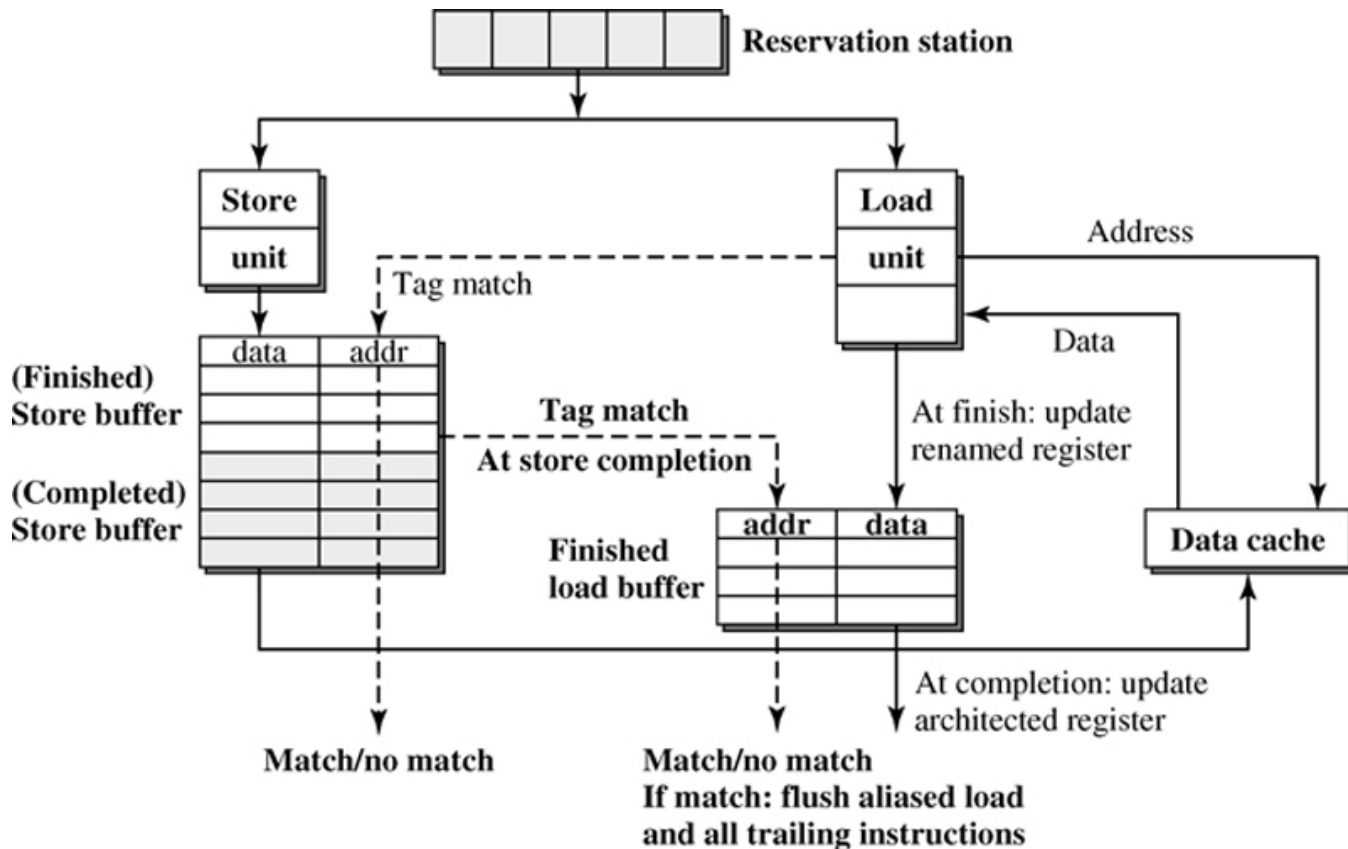 Reservation station
Store
unit
Load
unit
Address
Tag match
Data
data addr
(Finished)
Store buffer
Tag match
At store completion
At finish: update
renamed register
(Completed)
Store buffer
addr data
Finished
load buffer
Data cache
At completion: update
architected register
Match/no match
Match/no match
If match: flush aliased load
and all trailing instructions